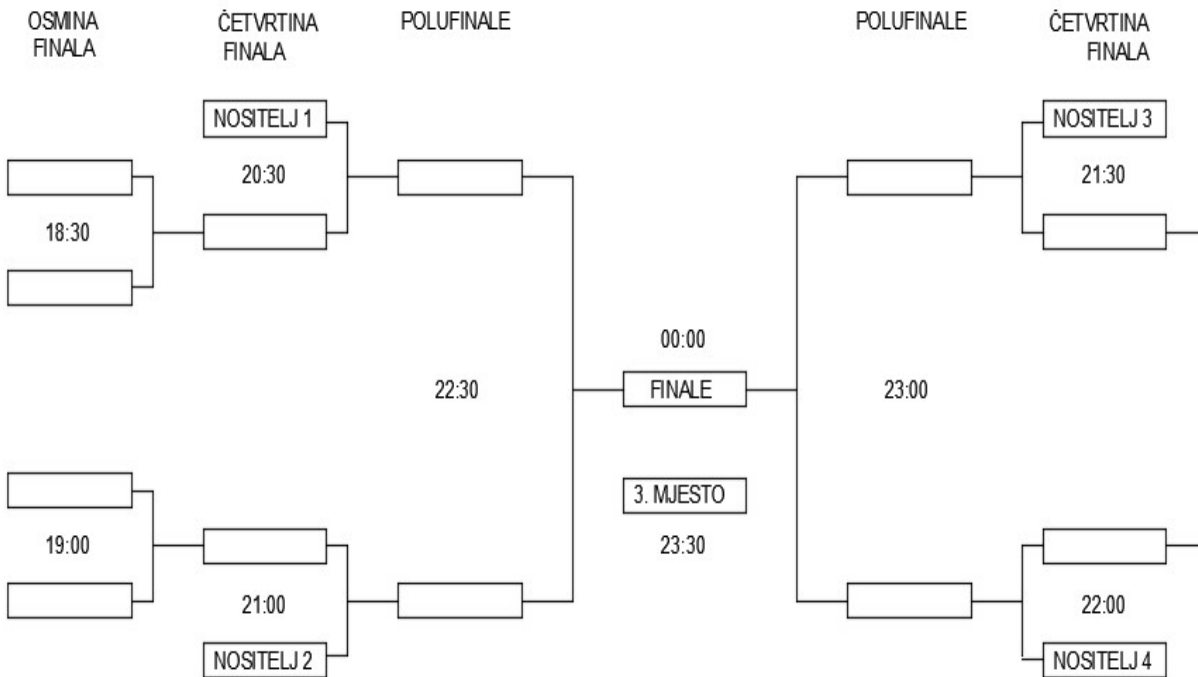 OSMINA
FINALA
ČETVRTINA
FINALA
POLUFINALE
POLUFINALE
ČETVRTINA
FINALA
NOSITELJ 1
NOSITELJ 3
20:30
21:30
18:30
00:00
22:30
FINALE
23:00
3. MJESTO
19:00
23:30
21:00
22:00
NOSITELJ 2
NOSITELJ 4